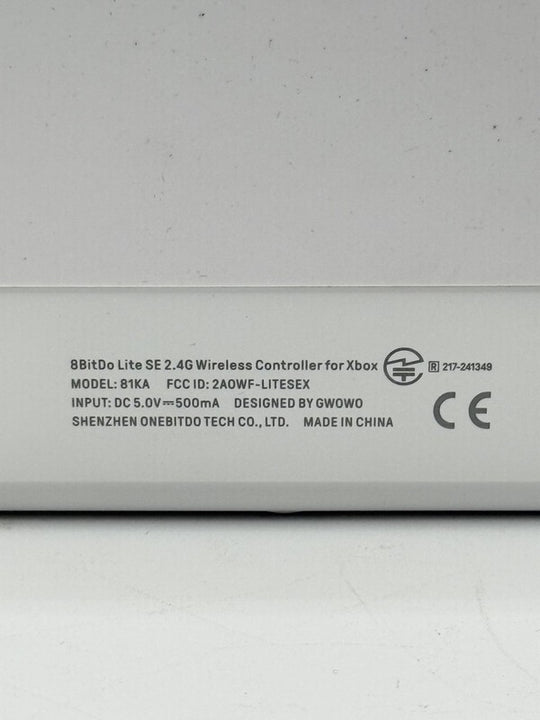 8BitDo Lite SE 2.4G Wireless Controller for Xbox R 217-241349
MODEL: 81KA FCC ID: 2AOWF-LITESEX
INPUT: DC 5.0V⎓500mA DESIGNED BY GWOWO
SHENZHEN ONEBITDO TECH CO., LTD. MADE IN CHINA
CE